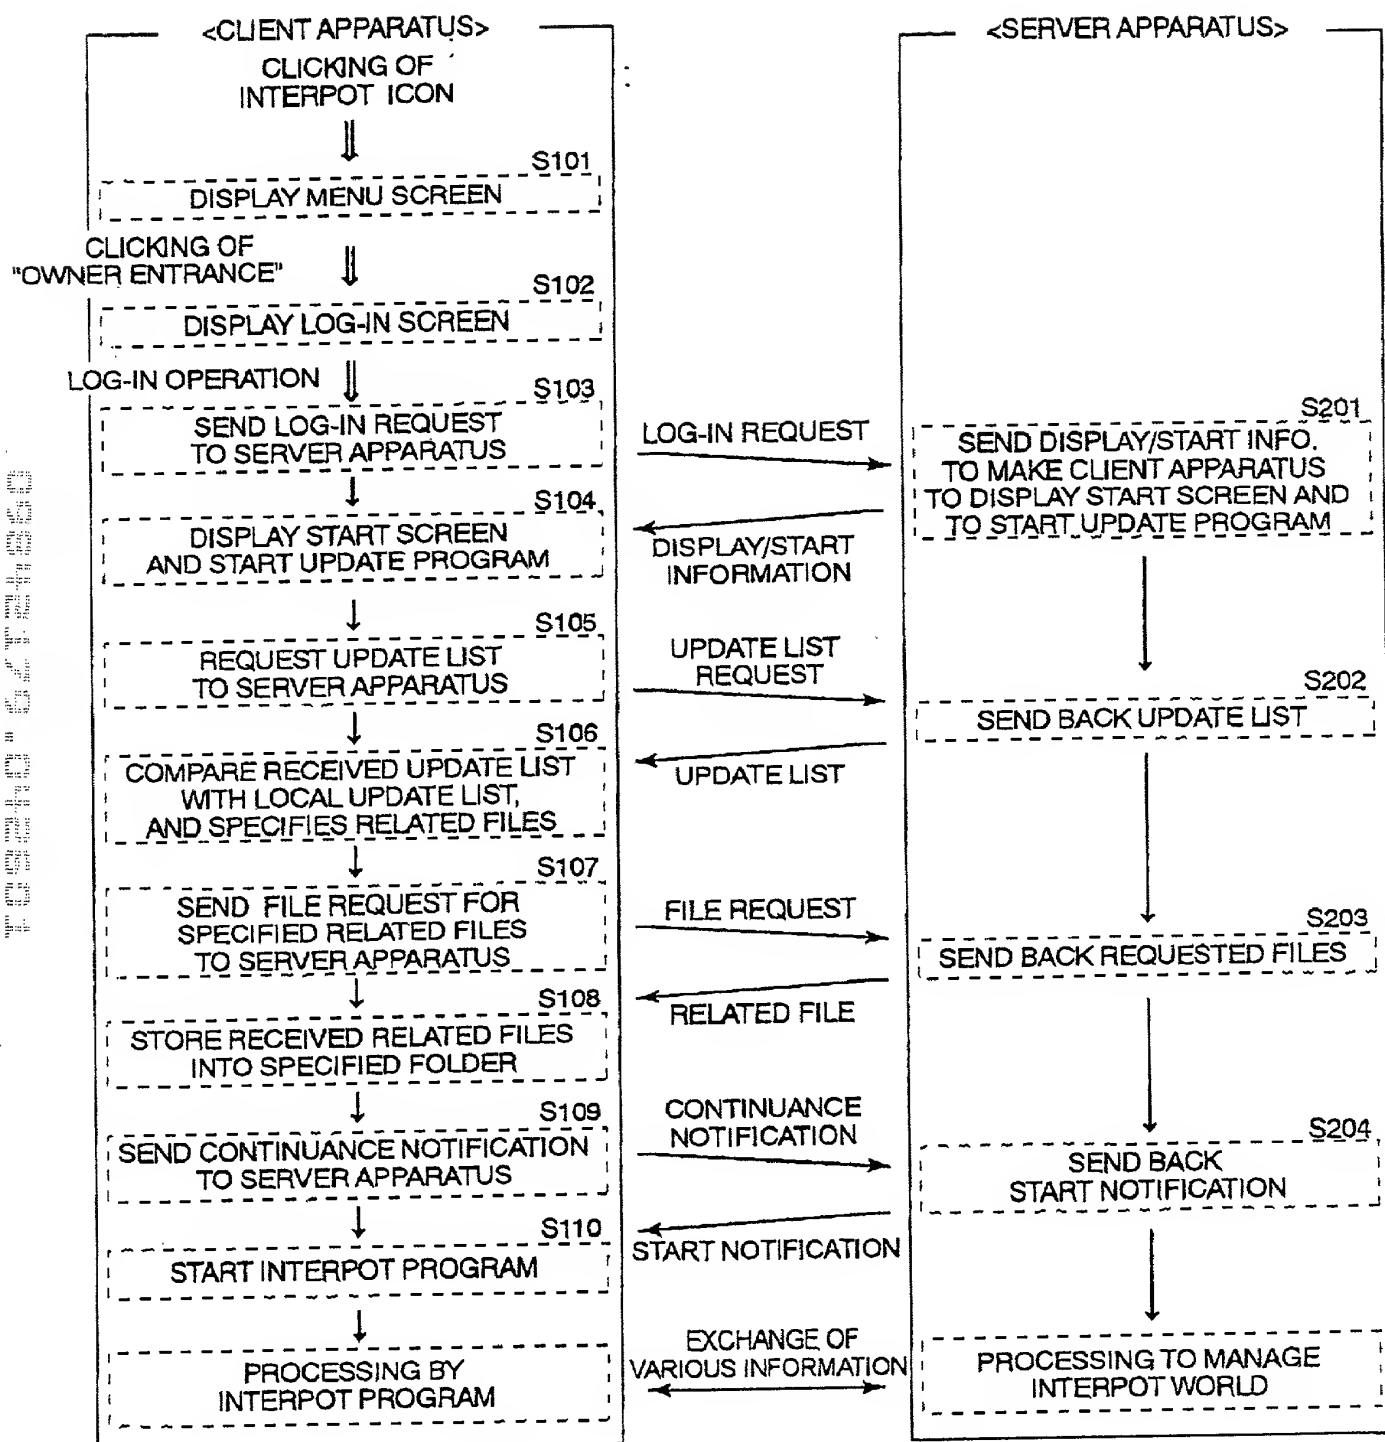 <CLIENT APPARATUS>
CLICKING OF
INTERPOT ICON
S101
DISPLAY MENU SCREEN
CLICKING OF
"OWNER ENTRANCE"
S102
DISPLAY LOG-IN SCREEN
LOG-IN OPERATION
S103
SEND LOG-IN REQUEST
TO SERVER APPARATUS
S104
DISPLAY START SCREEN
AND START UPDATE PROGRAM
S105
REQUEST UPDATE LIST
TO SERVER APPARATUS
S106
COMPARE RECEIVED UPDATE LIST
WITH LOCAL UPDATE LIST,
AND SPECIFIES RELATED FILES
S107
SEND FILE REQUEST FOR
SPECIFIED RELATED FILES
TO SERVER APPARATUS
S108
STORE RECEIVED RELATED FILES
INTO SPECIFIED FOLDER
S109
SEND CONTINUANCE NOTIFICATION
TO SERVER APPARATUS
S110
START INTERPOT PROGRAM
PROCESSING BY
INTERPOT PROGRAM
LOG-IN REQUEST
DISPLAY/START
INFORMATION
UPDATE LIST
REQUEST
UPDATE LIST
FILE REQUEST
RELATED FILE
CONTINUANCE
NOTIFICATION
START NOTIFICATION
EXCHANGE OF
VARIOUS INFORMATION
<SERVER APPARATUS>
S201
SEND DISPLAY/START INFO.
TO MAKE CLIENT APPARATUS
TO DISPLAY START SCREEN AND
TO START UPDATE PROGRAM
S202
SEND BACK UPDATE LIST
S203
SEND BACK REQUESTED FILES
S204
SEND BACK
START NOTIFICATION
PROCESSING TO MANAGE
INTERPOT WORLD